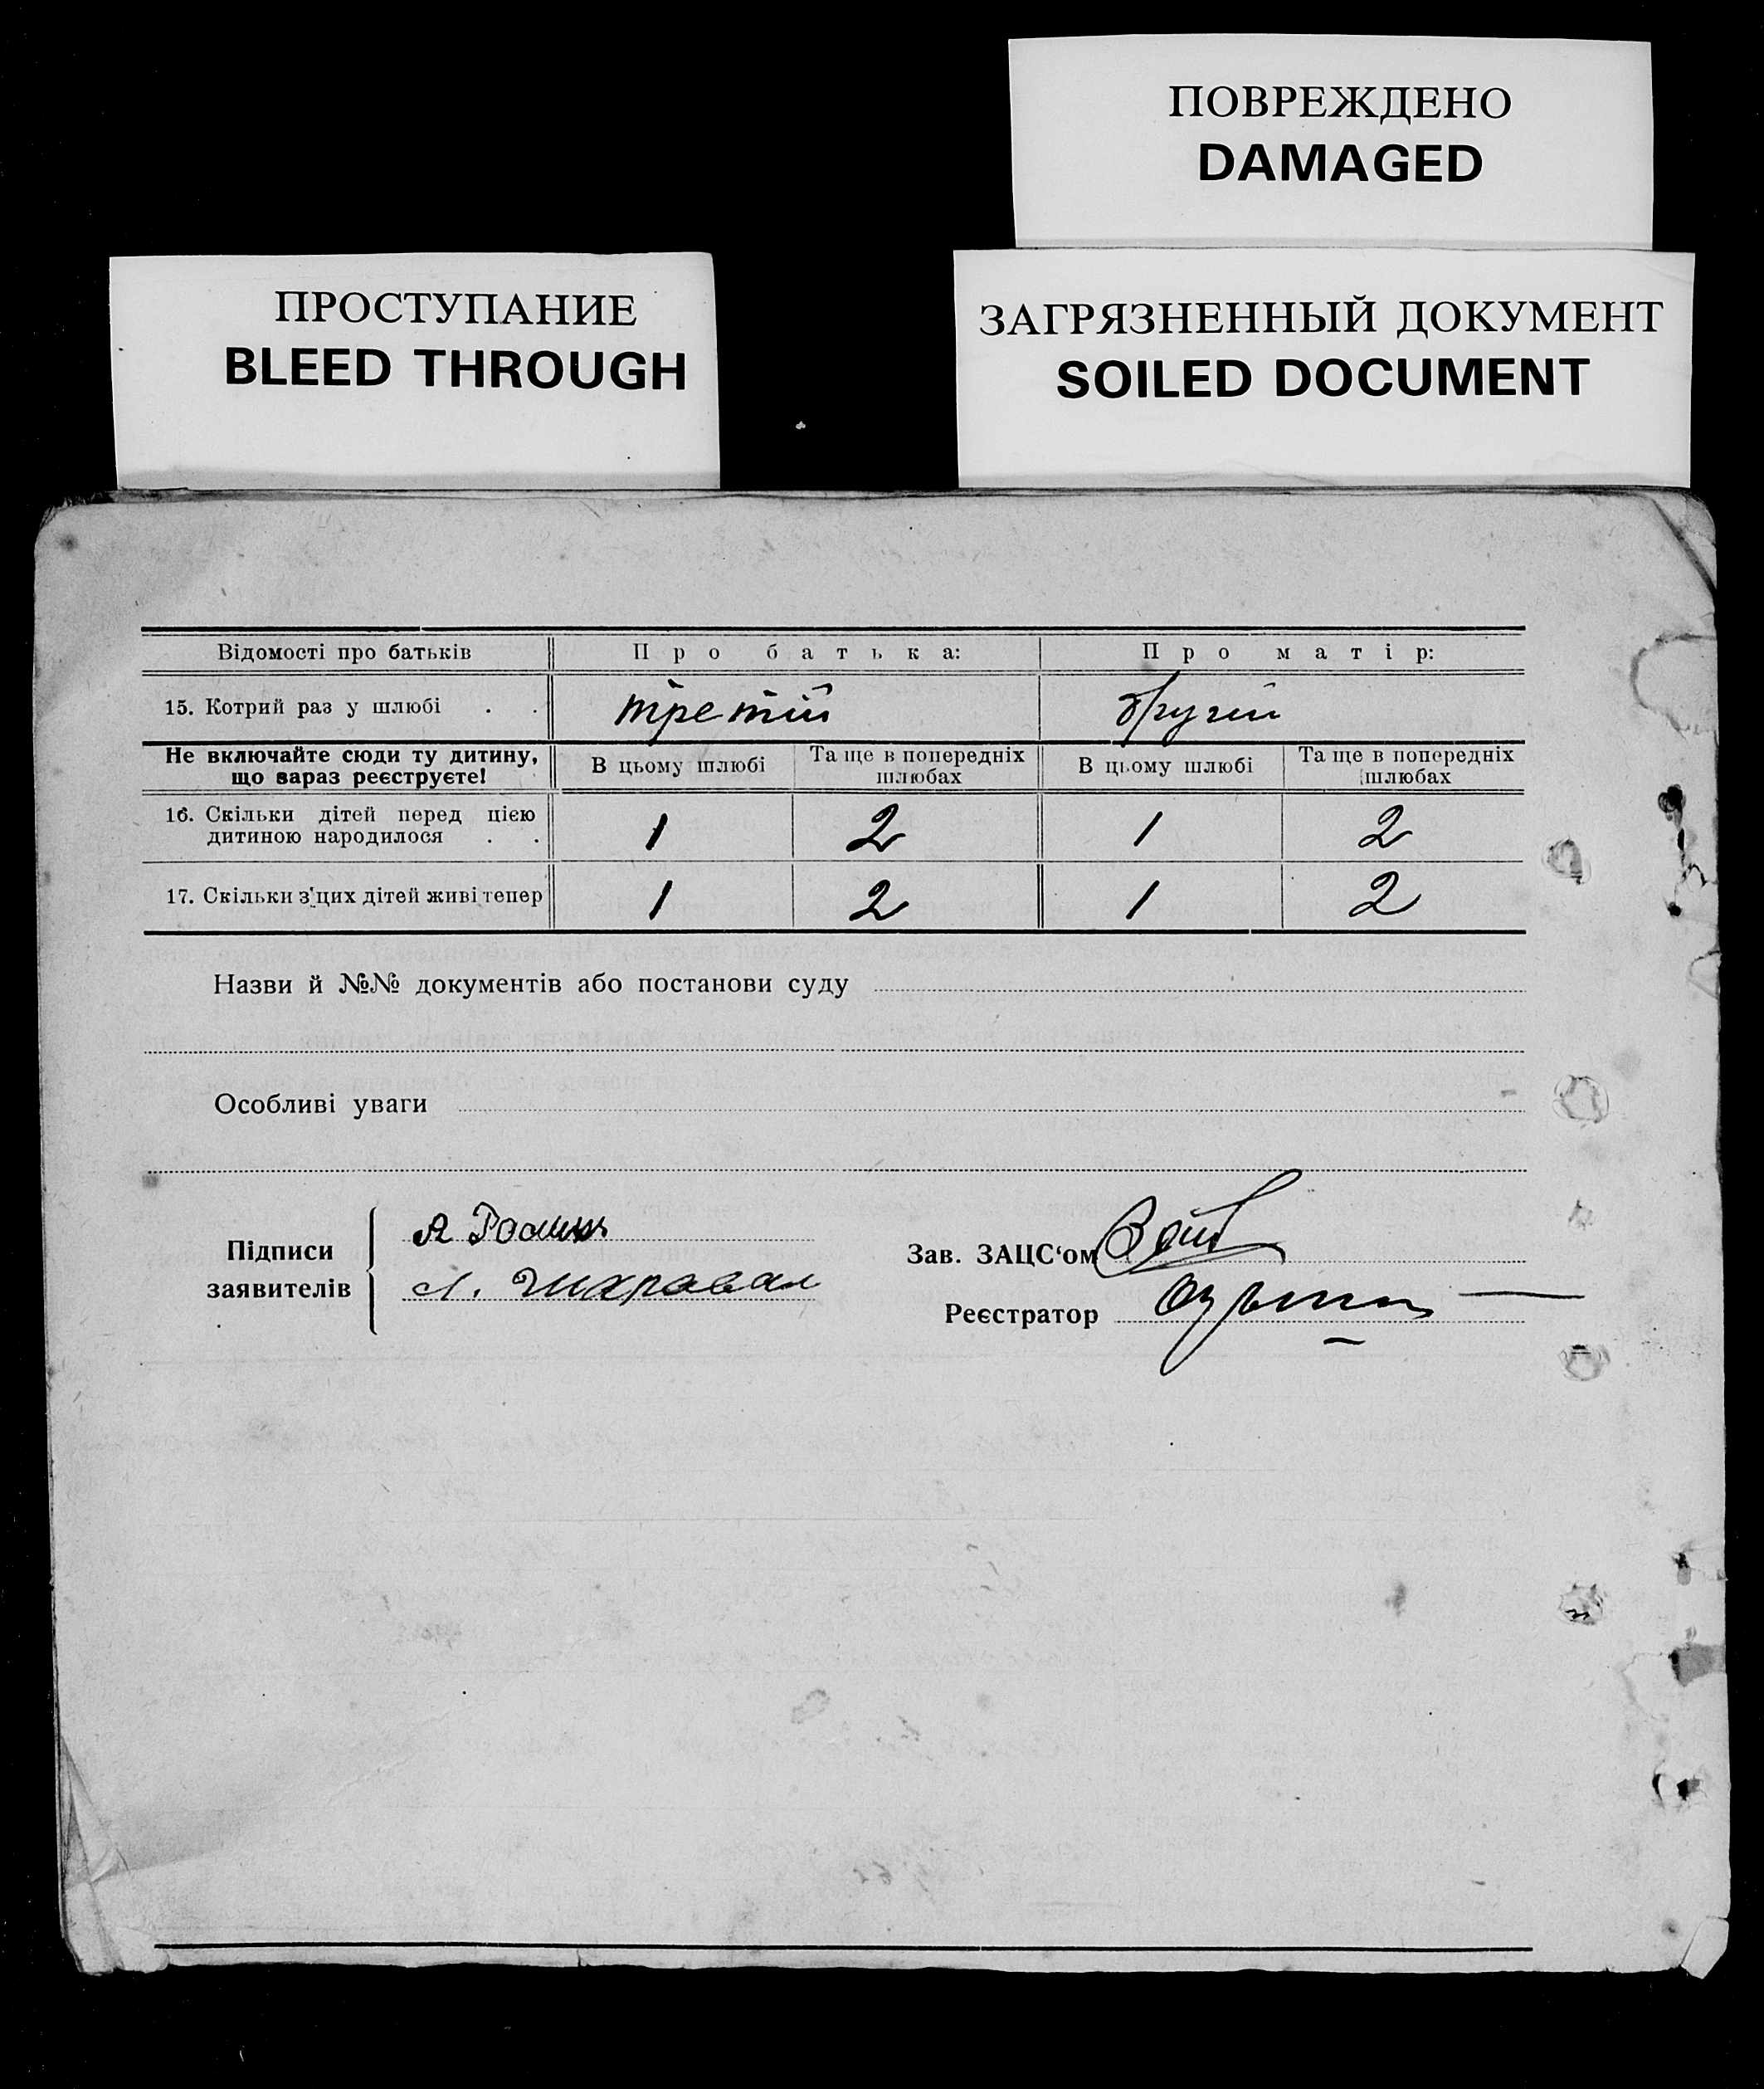 ПОВРЕЖДЕНО
DAMAGED
ПРОСТУПАНИЕ
BLEED THROUGH
ЗАГРЯЗНЕННЫЙ ДОКУМЕНТ
SOILED DOCUMENT
Відомості про батьків Про батька: Про матір:
15. Котрий раз у шлюбі . . третій другий
Не включайте сюди ту дитину, що зараз реєструєте! В цьому шлюбі Та ще в попередніх шлюбах В цьому шлюбі Та ще в попередніх шлюбах
16. Скільки дітей перед цією
дитиною народилося . . 1 2 1 2
17. Скільки з'цих дітей живі тепер 1 2 1 2
Назви й №№ документів або постанови суду
Особливі уваги
Підписи
заявителів
Зав. ЗАЦС'ом
Реєстратор